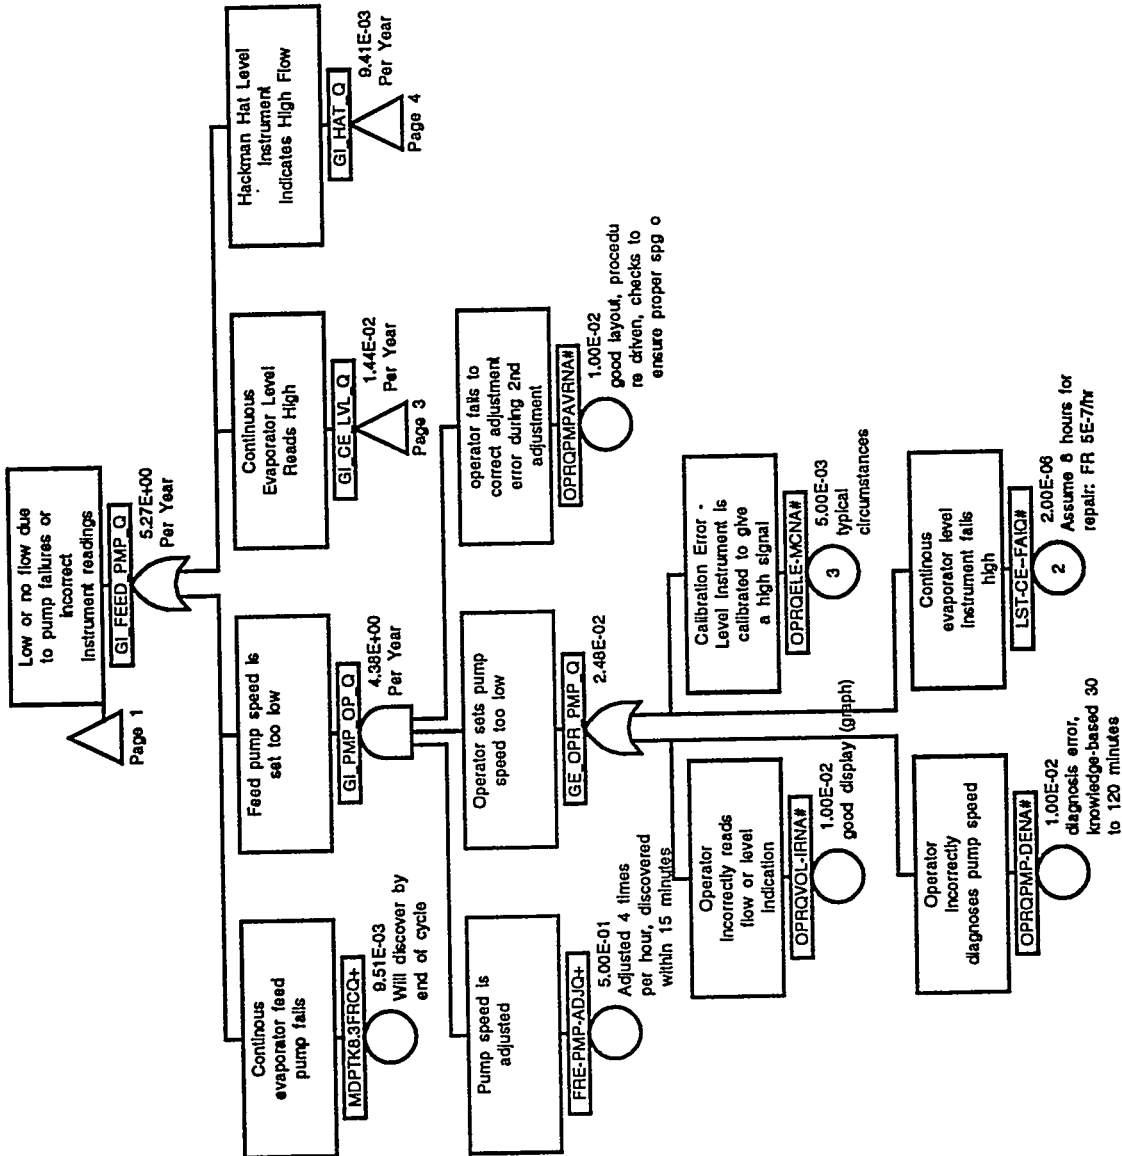 Low or no flow due
to pump failures or
incorrect
instrument readings
GI_FEED_PMP_Q
5.27E+00
Per Year
Page 1
Continous
evaporator feed
pump fails
MDPTK8.3FRCQ+
9.51E-03
Will discover by
end of cycle
Feed pump speed is
set too low
GI_PMP_OP_Q
4.38E+00
Per Year
Continuous
Evaporator Level
Reads High
GI_CE_LVL_Q
1.44E-02
Per Year
Page 3
Hackman Hat Level
Instrument
Indicates High Flow
GI_HAT_Q
9.41E-03
Per Year
Page 4
Pump speed is
adjusted
FRE-PMP-ADJQ+
5.00E-01
Adjusted 4 times
per hour, discovered
within 15 minutes
Operator sets pump
speed too low
GE_OPR_PMP_Q
2.48E-02
operator fails to
correct adjustment
error during 2nd
adjustment
OPRQPMPAVRNA#
1.00E-02
good layout, procedu
re driven, checks to
ensure proper spg o
Operator
Incorrectly reads
flow or level
Indication
OPRQVOL-IRNA#
1.00E-02
good display (graph)
Calibration Error -
Level Instrument is
calibrated to give
a high signal
OPRQELE-MCNA#
3
5.00E-03
typical
circumstances
Operator
Incorrectly
diagnoses pump speed
OPRQPMP-DENA#
1.00E-02
diagnosis error,
knowledge-based 30
to 120 minutes
Continous
evaporator level
Instrument fails
high
LST-CE--FAIQ#
2
2.00E-06
Assume 8 hours for
repair: FR 5E-7/hr